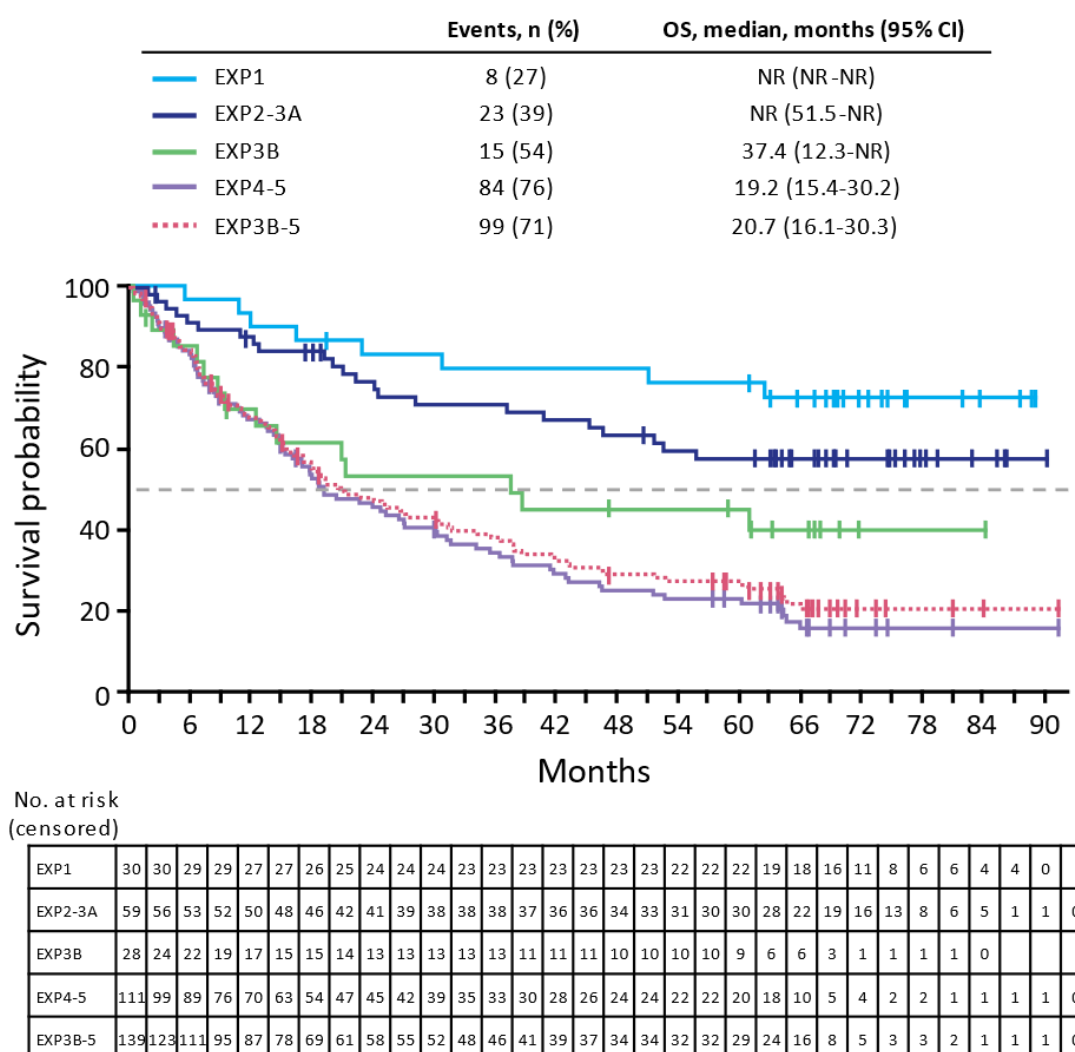 Events, n (%) OS, median, months (95% CI)
EXP1 8 (27) NR (NR-NR)
EXP2-3A 23 (39) NR (51.5-NR)
EXP3B 15 (54) 37.4 (12.3-NR)
EXP4-5 84 (76) 19.2 (15.4-30.2)
EXP3B-5 99 (71) 20.7 (16.1-30.3)
Survival probability
100
80
60
40
20
0
0 6 12 18 24 30 36 42 48 54 60 66 72 78 84 90
Months
No. at risk
(censored)
EXP1 30 30 29 29 27 27 26 25 24 24 24 23 23 23 23 23 23 23 22 22 22 19 18 16 11 8 6 6 4 4 0
EXP2-3A 59 56 53 52 50 48 46 42 41 39 38 38 38 37 36 36 34 33 31 30 30 28 22 19 16 13 8 6 5 1 1 0
EXP3B 28 24 22 19 17 15 15 14 13 13 13 13 13 11 11 11 10 10 10 10 9 6 6 3 1 1 1 1 0
EXP4-5 111 99 89 76 70 63 54 47 45 42 39 35 33 30 28 26 24 24 22 22 20 18 10 5 4 2 2 1 1 1 1 0
EXP3B-5 139 123 111 95 87 78 69 61 58 55 52 48 46 41 39 37 34 34 32 32 29 24 16 8 5 3 3 2 1 1 1 0